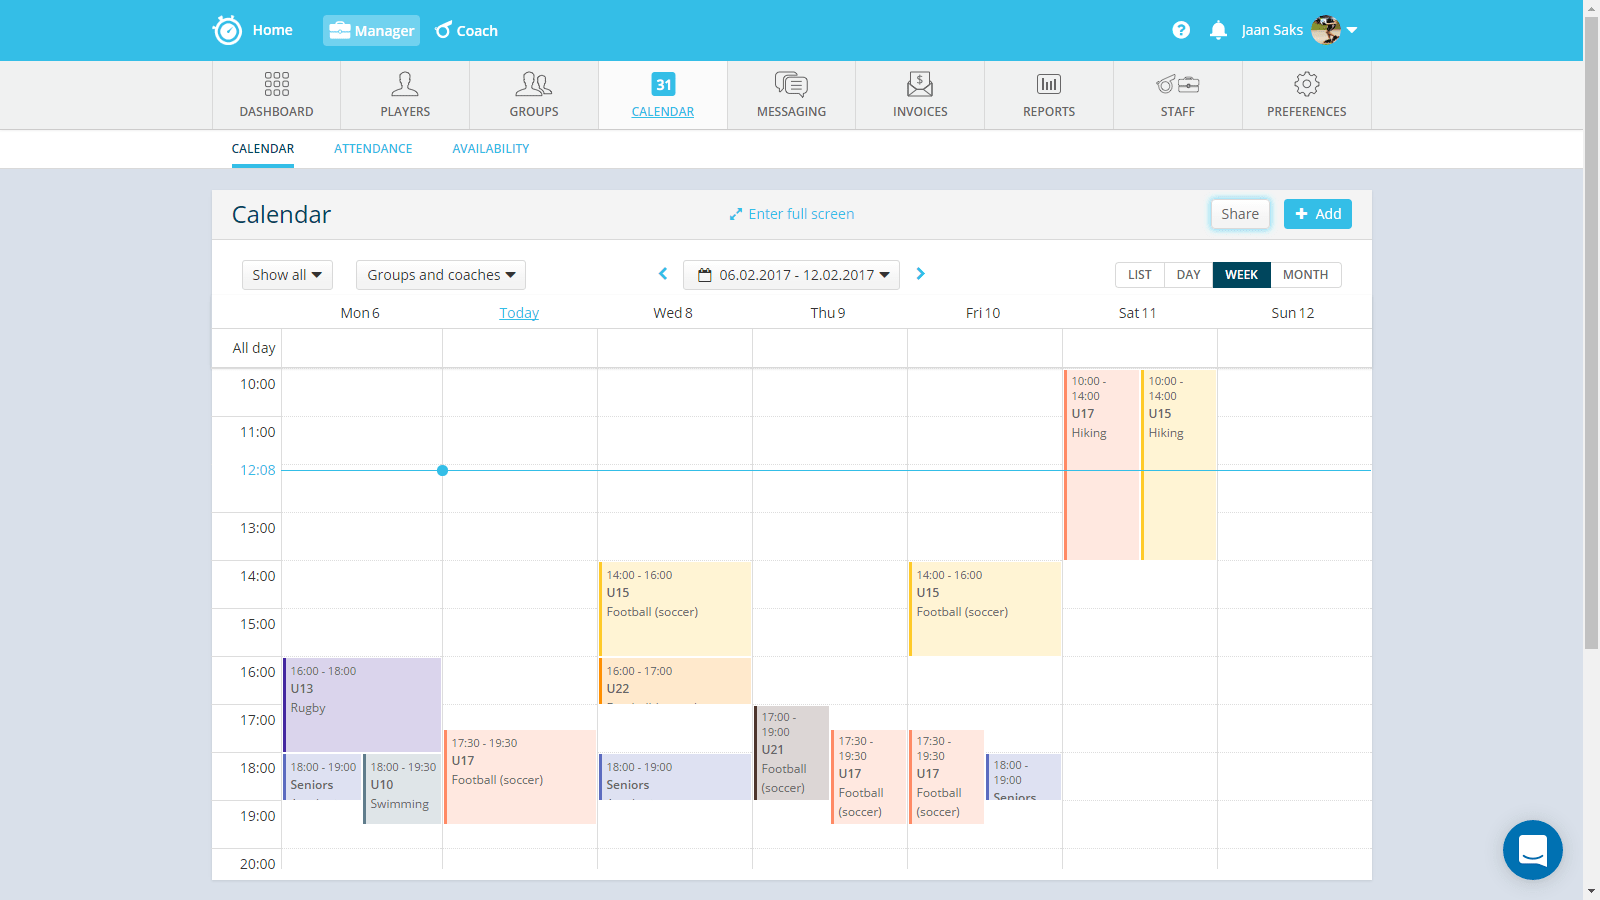 Home
Manager
Coach
Jaan Saks
DASHBOARD
PLAYERS
GROUPS
31
CALENDAR
MESSAGING
INVOICES
REPORTS
STAFF
PREFERENCES
CALENDAR
ATTENDANCE
AVAILABILITY
Calendar
Enter full screen
Share
Add
Show all
Groups and coaches
06.02.2017 - 12.02.2017
LIST
DAY
WEEK
MONTH
Mon 6
Today
Wed 8
Thu 9
Fri 10
Sat 11
Sun 12
All day
10:00
11:00
12:08
13:00
14:00
15:00
16:00
17:00
18:00
19:00
20:00
16:00 - 18:00
U13
Rugby
18:00 - 19:00
Seniors
18:00 - 19:30
U10
Swimming
17:30 - 19:30
U17
Football (soccer)
14:00 - 16:00
U15
Football (soccer)
16:00 - 17:00
U22
18:00 - 19:00
Seniors
17:00 -
19:00
U21
Football
(soccer)
17:30 -
19:30
U17
Football
(soccer)
14:00 - 16:00
U15
Football (soccer)
17:30 -
19:30
U17
Football
(soccer)
18:00 -
19:00
Seniors
10:00 -
14:00
U17
Hiking
10:00 -
14:00
U15
Hiking